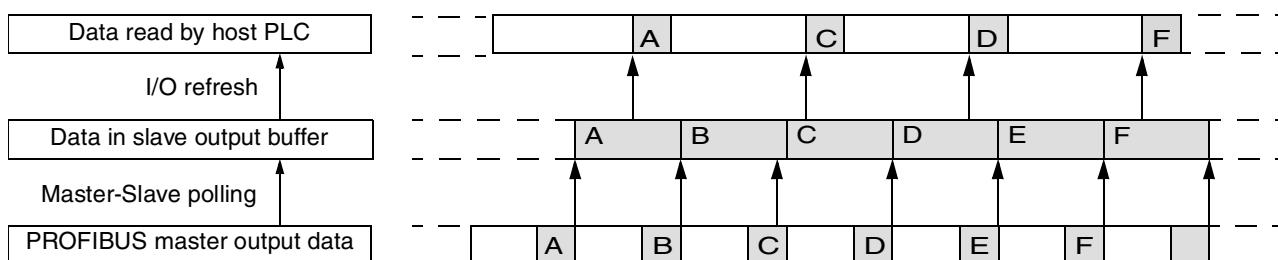 Data read by host PLC
A C D F
I/O refresh
Data in slave output buffer
A B C D E F
Master-Slave polling
PROFIBUS master output data
A B C D E F